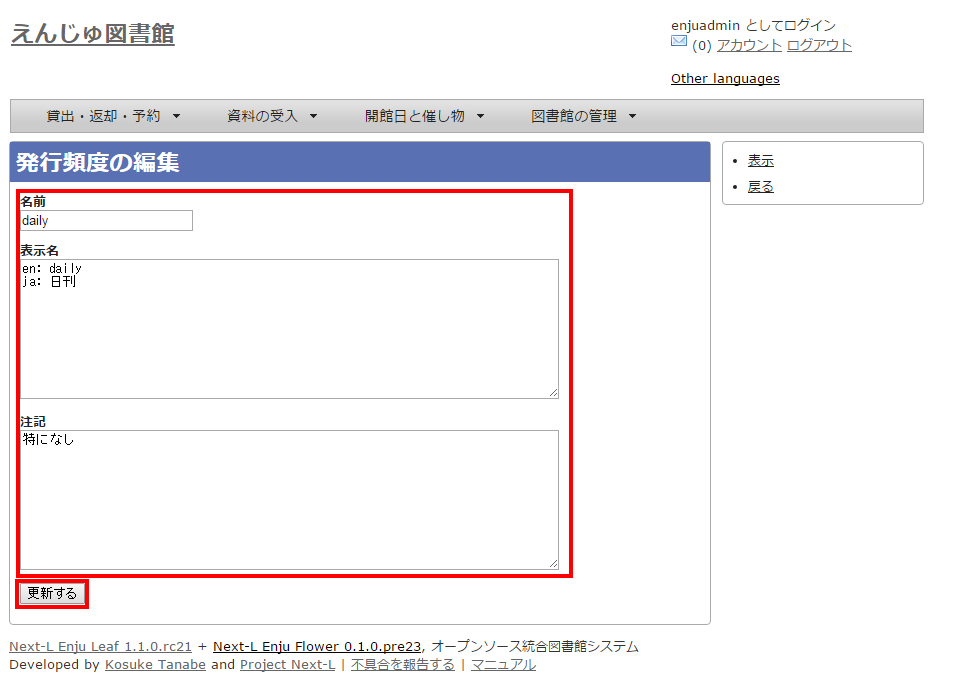 えんじゅ図書館
enjuadmin としてログイン
(0) アカウント ログアウト
Other languages
貸出・返却・予約 ▼ 資料の受入 ▼ 開館日と催し物 ▼ 図書館の管理 ▼
発行頻度の編集
名前
daily
表示名
en: daily
ja: 日刊
注記
特になし
更新する
• 表示
• 戻る
Next-L Enju Leaf 1.1.0.rc21 + Next-L Enju Flower 0.1.0.pre23, オープンソース統合図書館システム
Developed by Kosuke Tanabe and Project Next-L | 不具合を報告する | マニュアル